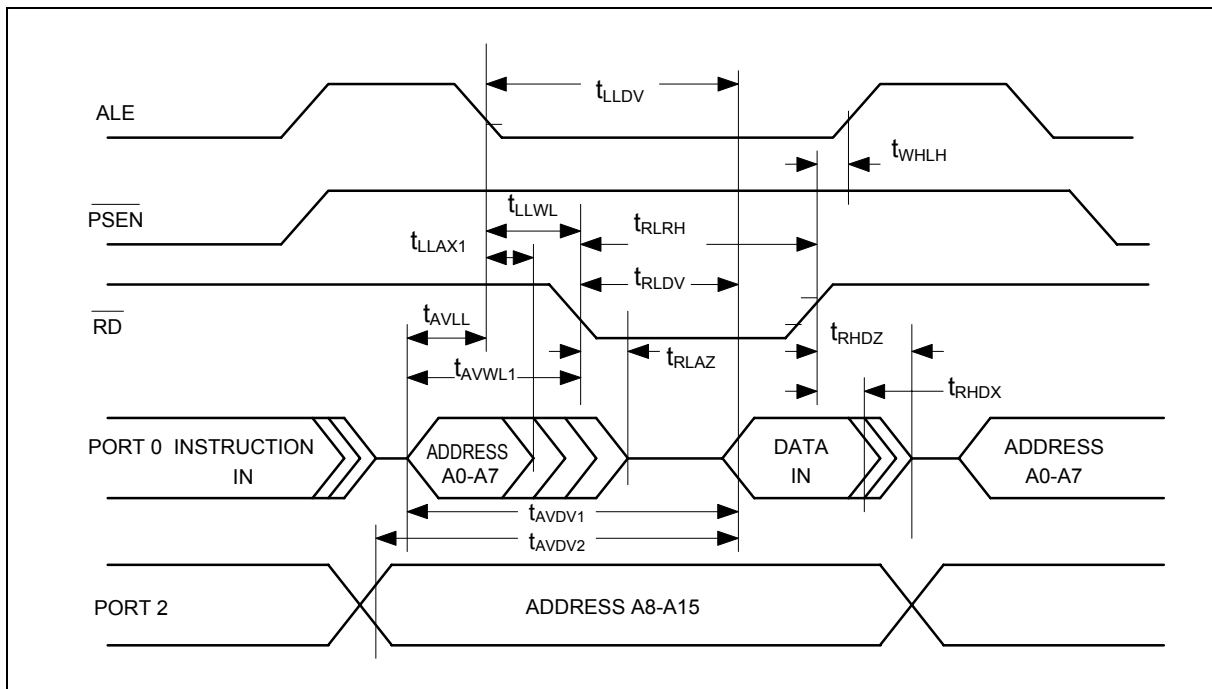 ALE
tLLDV
tWHLH
PSEN
tLLWL
tRLRH
tLLAX1
tRLDV
RD
tAVLL
tRHDZ
tRLAZ
tAVWL1
tRHDX
PORT 0 INSTRUCTION
IN
ADDRESS
A0-A7
DATA
IN
ADDRESS
A0-A7
tAVDV1
tAVDV2
PORT 2
ADDRESS A8-A15